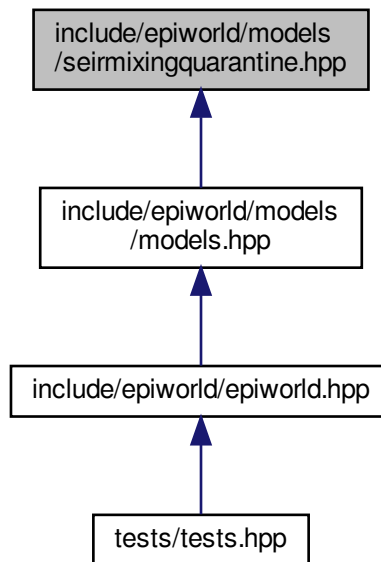 include/epiworld/models
/seirmixingquarantine.hpp
include/epiworld/models
/models.hpp
include/epiworld/epiworld.hpp
tests/tests.hpp